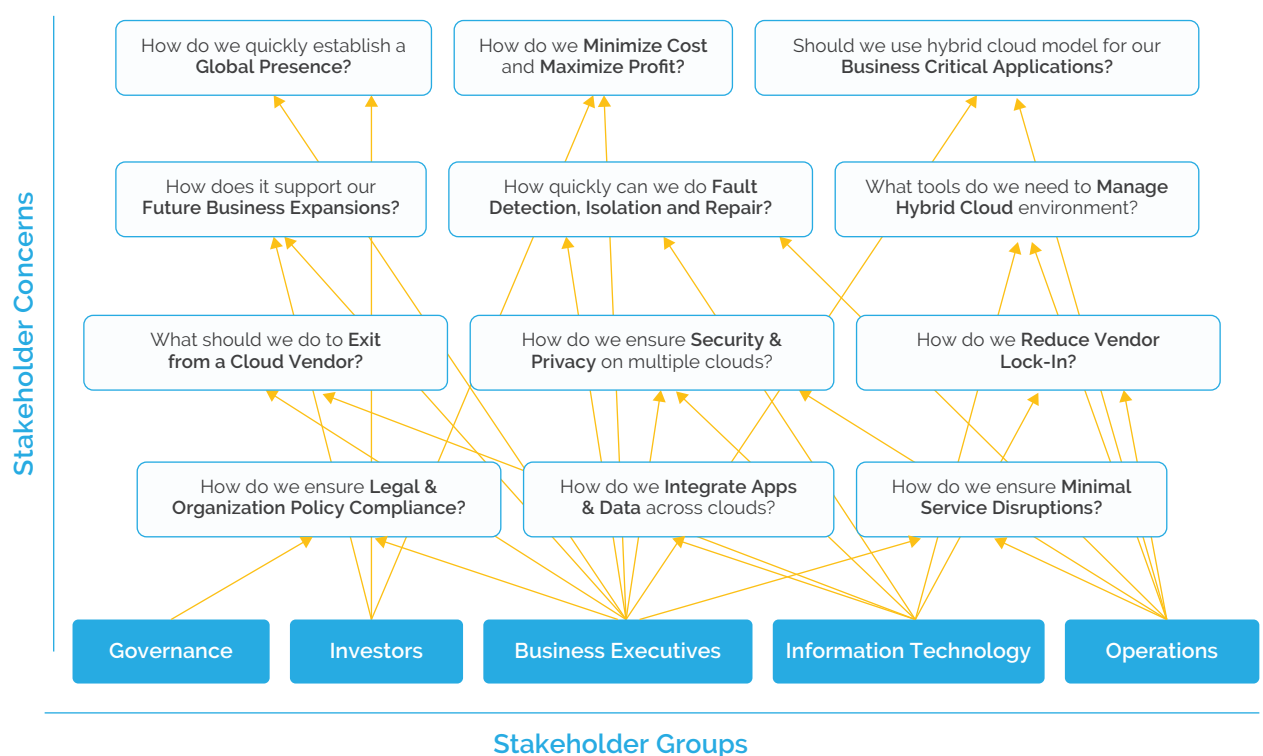 Stakeholder Concerns
How do we quickly establish a
Global Presence?
How do we Minimize Cost
and Maximize Profit?
Should we use hybrid cloud model for our
Business Critical Applications?
How does it support our
Future Business Expansions?
How quickly can we do Fault
Detection, Isolation and Repair?
What tools do we need to Manage
Hybrid Cloud environment?
What should we do to Exit
from a Cloud Vendor?
How do we ensure Security &
Privacy on multiple clouds?
How do we Reduce Vendor
Lock-In?
How do we ensure Legal &
Organization Policy Compliance?
How do we Integrate Apps
& Data across clouds?
How do we ensure Minimal
Service Disruptions?
Governance
Investors
Business Executives
Information Technology
Operations
Stakeholder Groups